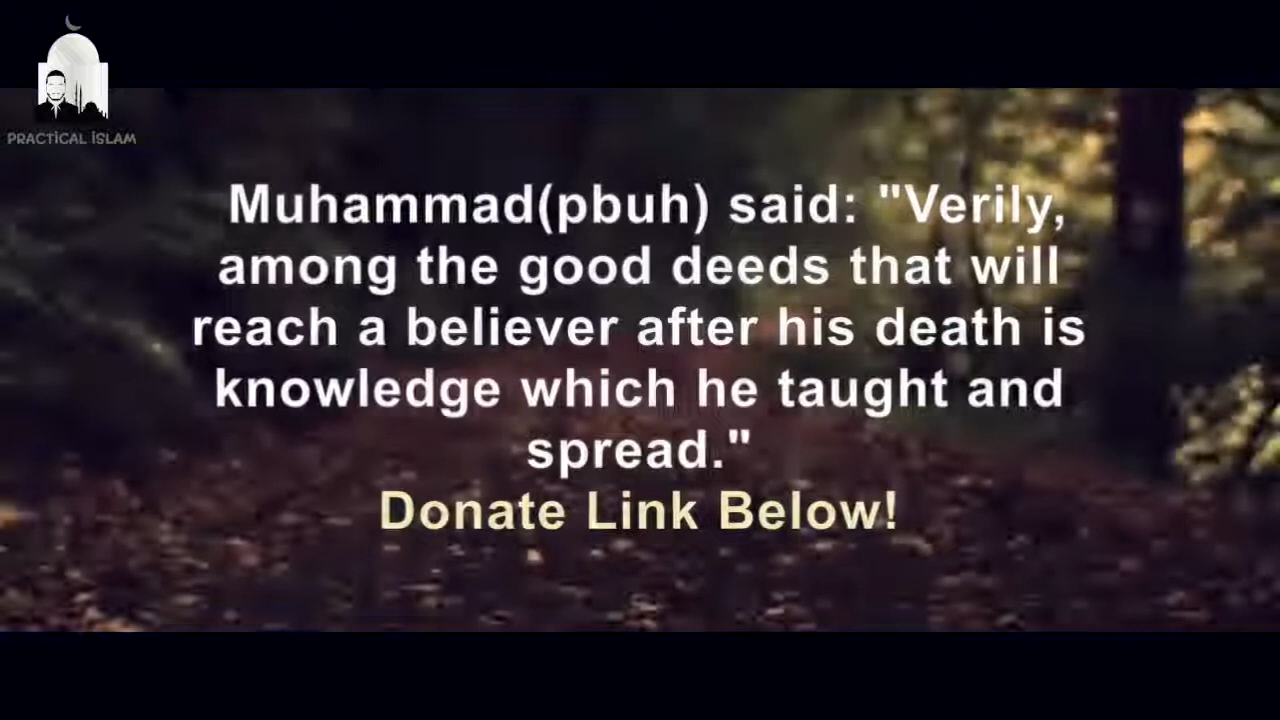 PRACTICAL ISLAM
Muhammad(pbuh) said: "Verily,
among the good deeds that will
reach a believer after his death is
knowledge which he taught and
spread."
Donate Link Below!